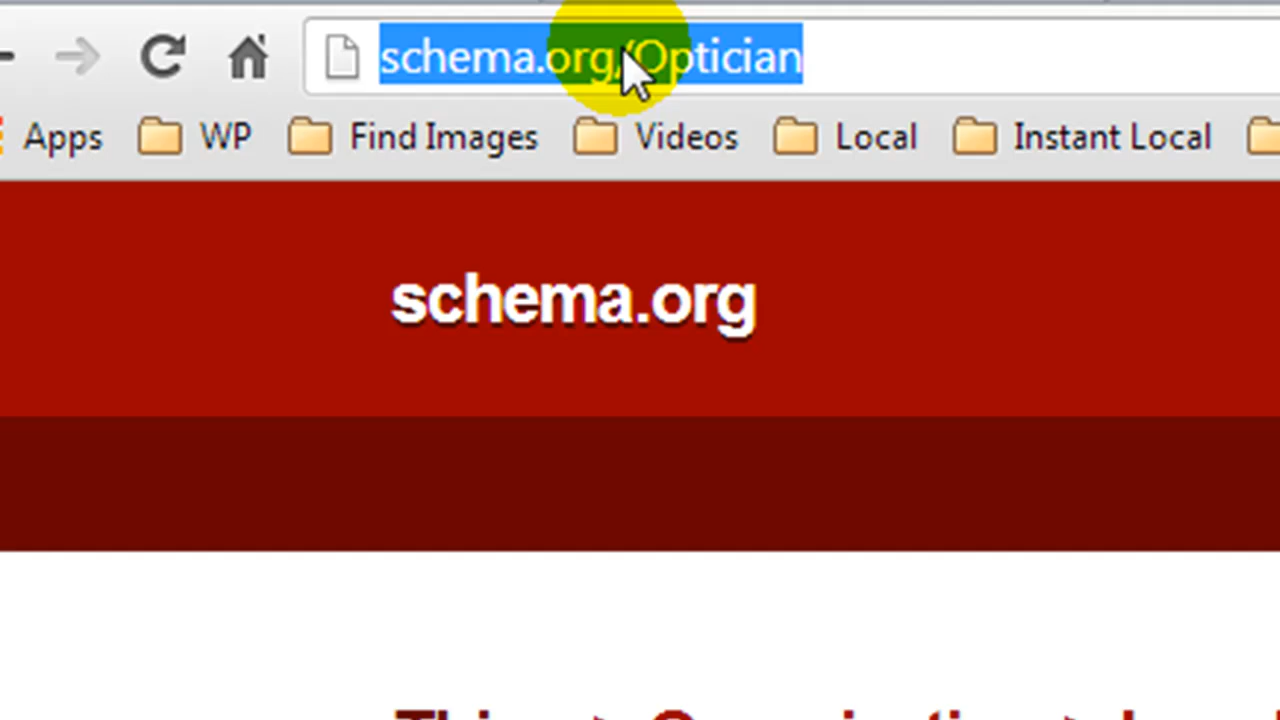 schema.org/Optician
Apps WP Find Images Videos Local Instant Local
schema.org